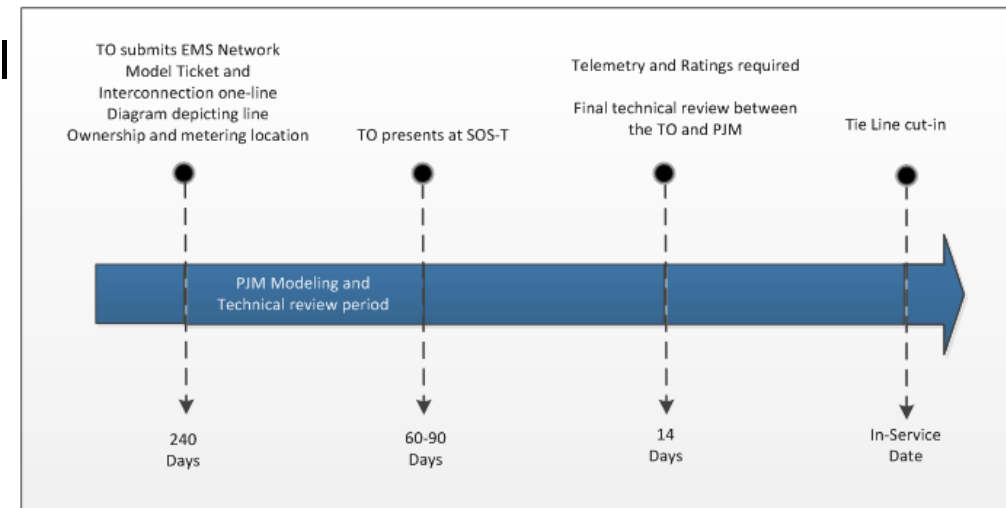 TO submits EMS Network
Model Ticket and
Interconnection one-line
Diagram depicting line
Ownership and metering location
TO presents at SOS-T
Telemetry and Ratings required
Final technical review between
the TO and PJM
Tie Line cut-in
PJM Modeling and
Technical review period
240
Days
60-90
Days
14
Days
In-Service
Date